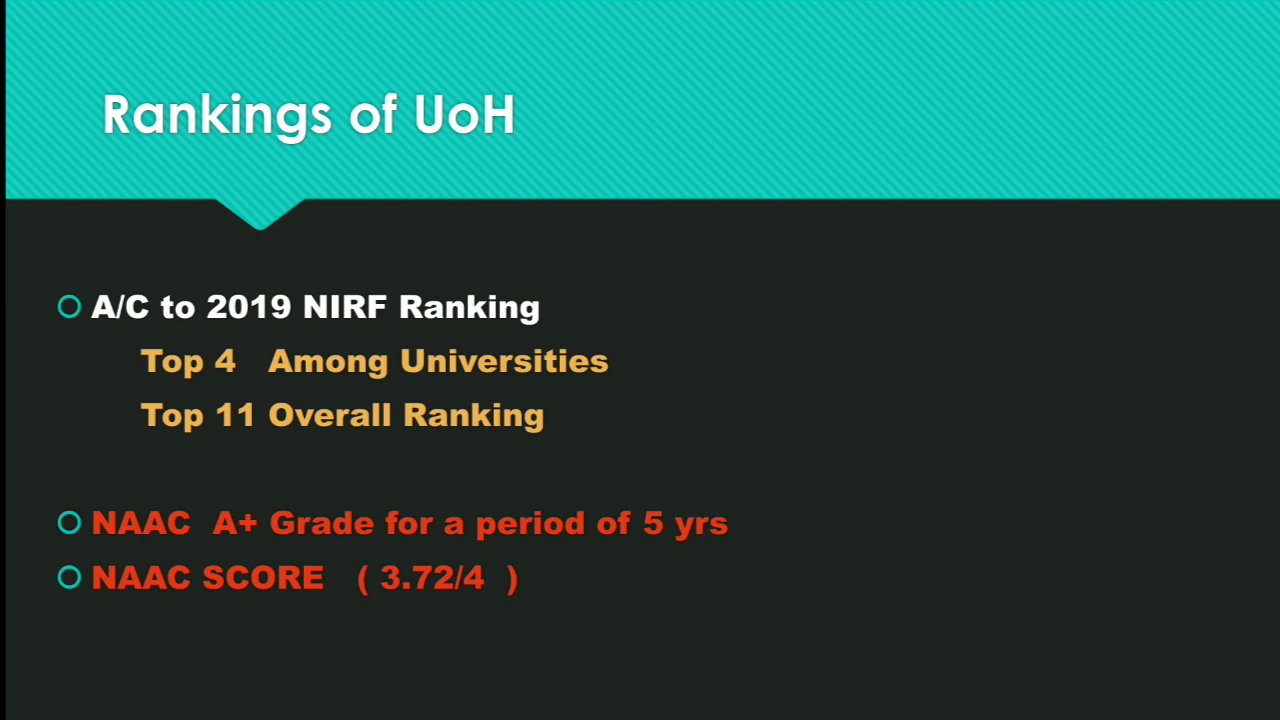 Rankings of UoH
A/C to 2019 NIRF Ranking
Top 4 Among Universities
Top 11 Overall Ranking
NAAC A+ Grade for a period of 5 yrs
NAAC SCORE ( 3.72/4 )